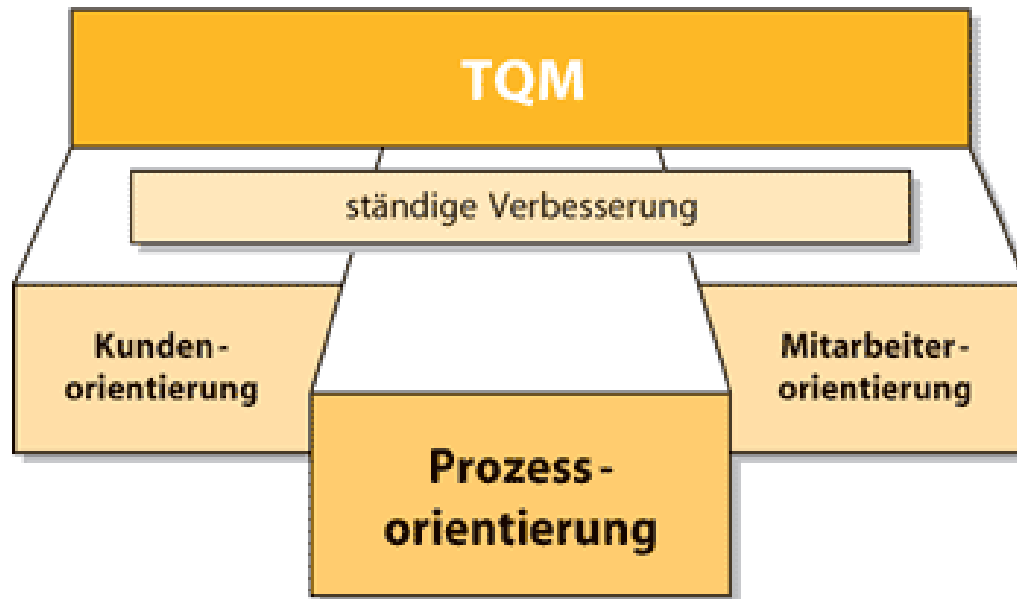 TQM
ständige Verbesserung
Kunden-
orientierung
Mitarbeiter-
orientierung
Prozess-
orientierung